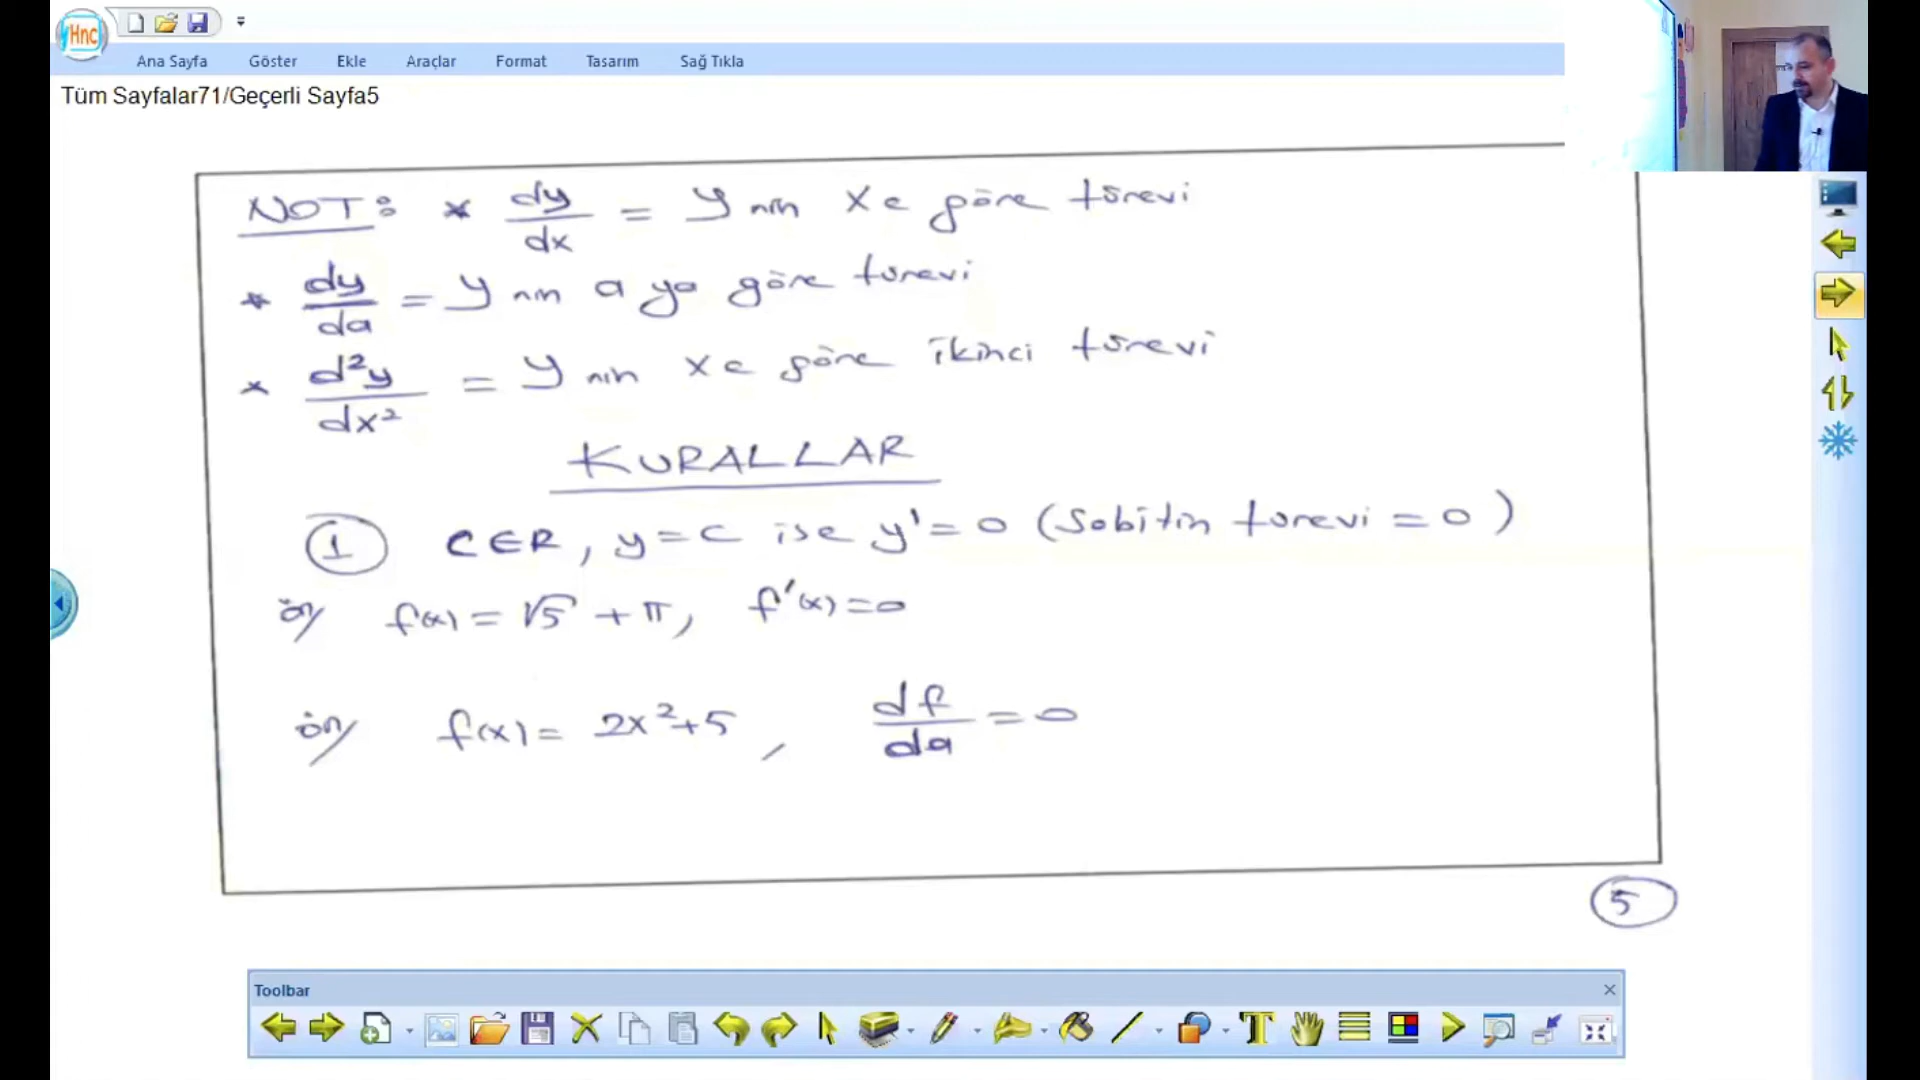 Hnc
Ana Sayfa Göster Ekle Araçlar Format Tasarım Sağ Tıkla
Tüm Sayfalar71/Geçerli Sayfa5
NOT: * dy/dx = y nin x e göre türevi
* dy/da = y nin a ya göre türevi
* d²y/dx² = y nin x e göre ikinci türevi
KURALLAR
① C∈R, y=c ise y'=0 (Sabitin türevi = 0)
ör/ f(x) = √5 + π, f'(x)=0
ör/ f(x) = 2x²+5, df/da = 0
5
Toolbar